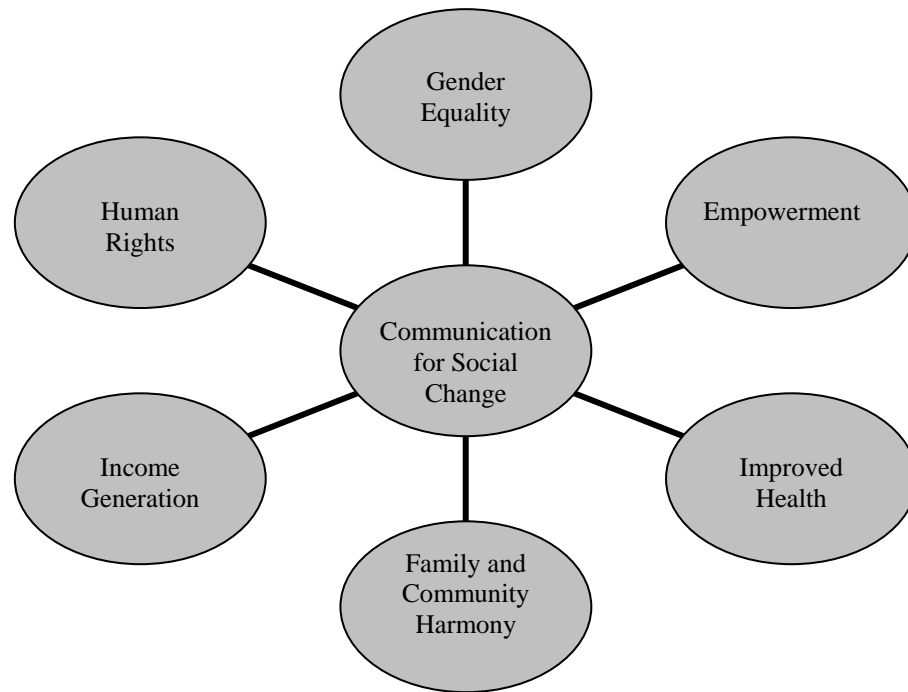 Gender
Equality
Human
Rights
Empowerment
Communication
for Social
Change
Income
Generation
Improved
Health
Family and
Community
Harmony